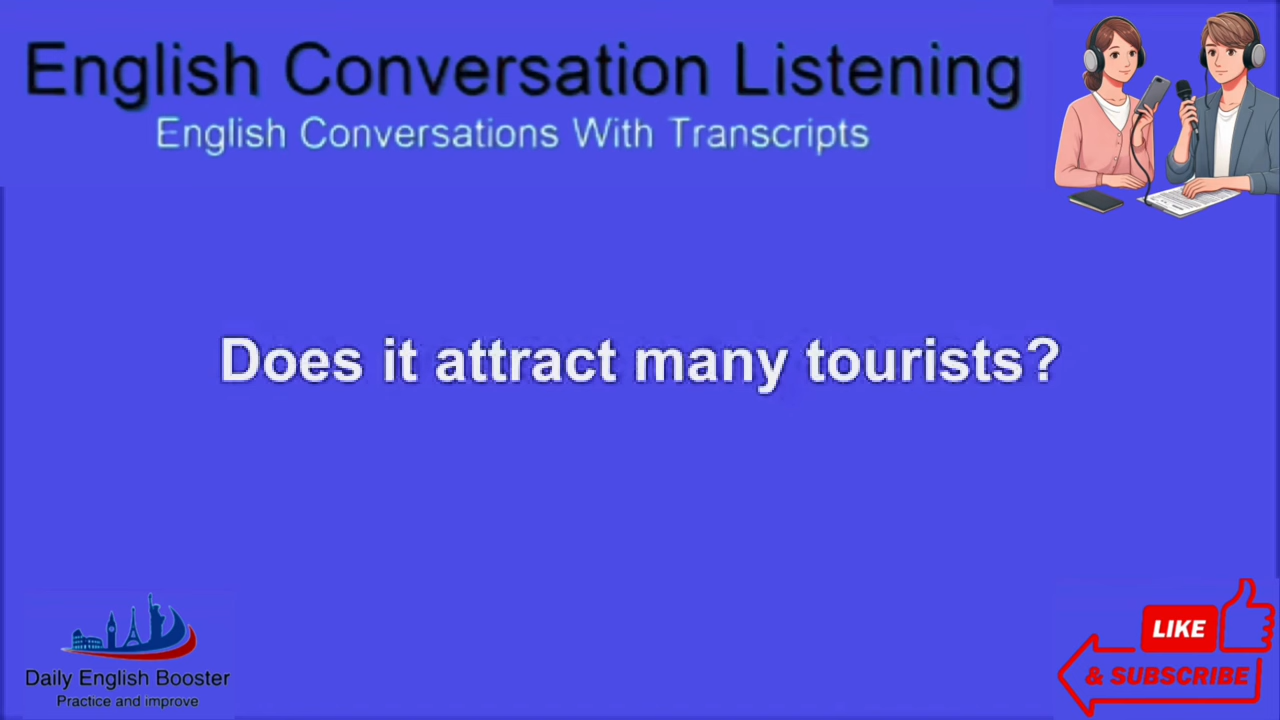 English Conversation Listening
English Conversations With Transcripts
Does it attract many tourists?
Daily English Booster
Practice and improve
LIKE
& SUBSCRIBE